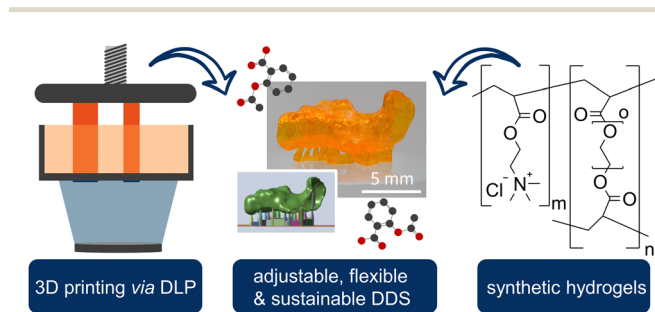 5 mm
O
O
O
O
o
Cl⁻
N⁺
O
O
m
n
3D printing via DLP
adjustable, flexible
& sustainable DDS
synthetic hydrogels